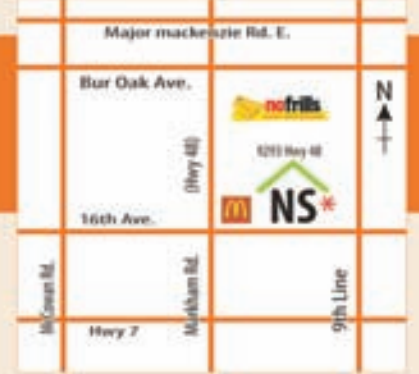 Major mackenzie Rd. E.
Bur Oak Ave.
N
nofrills
9293 Hwy 48
(Hwy 48)
NS*
16th Ave.
McCowan Rd.
Markham Rd.
9th Line
Hwy 7